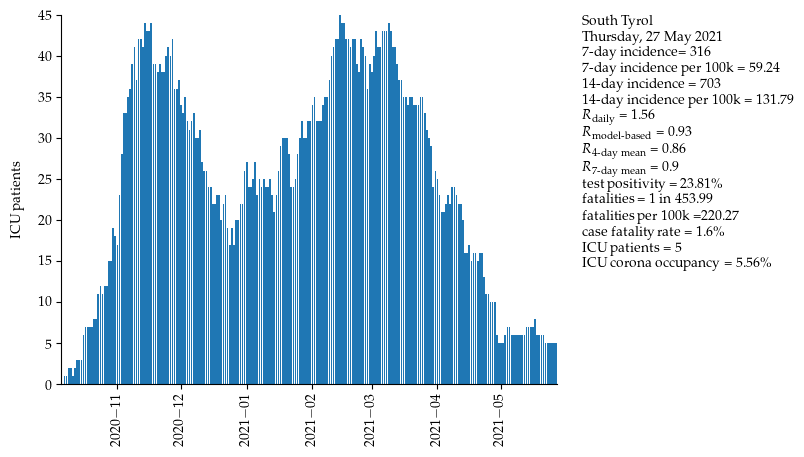 South Tyrol
Thursday, 27 May 2021
7-day incidence= 316
7-day incidence per 100k = 59.24
14-day incidence = 703
14-day incidence per 100k = 131.79
R_daily = 1.56
R_model-based = 0.93
R_4-day mean = 0.86
R_7-day mean = 0.9
test positivity = 23.81%
fatalities = 1 in 453.99
fatalities per 100k =220.27
case fatality rate = 1.6%
ICU patients = 5
ICU corona occupancy = 5.56%
ICU patients
45
40
35
30
25
20
15
10
5
0
2020−11
2020−12
2021−01
2021−02
2021−03
2021−04
2021−05